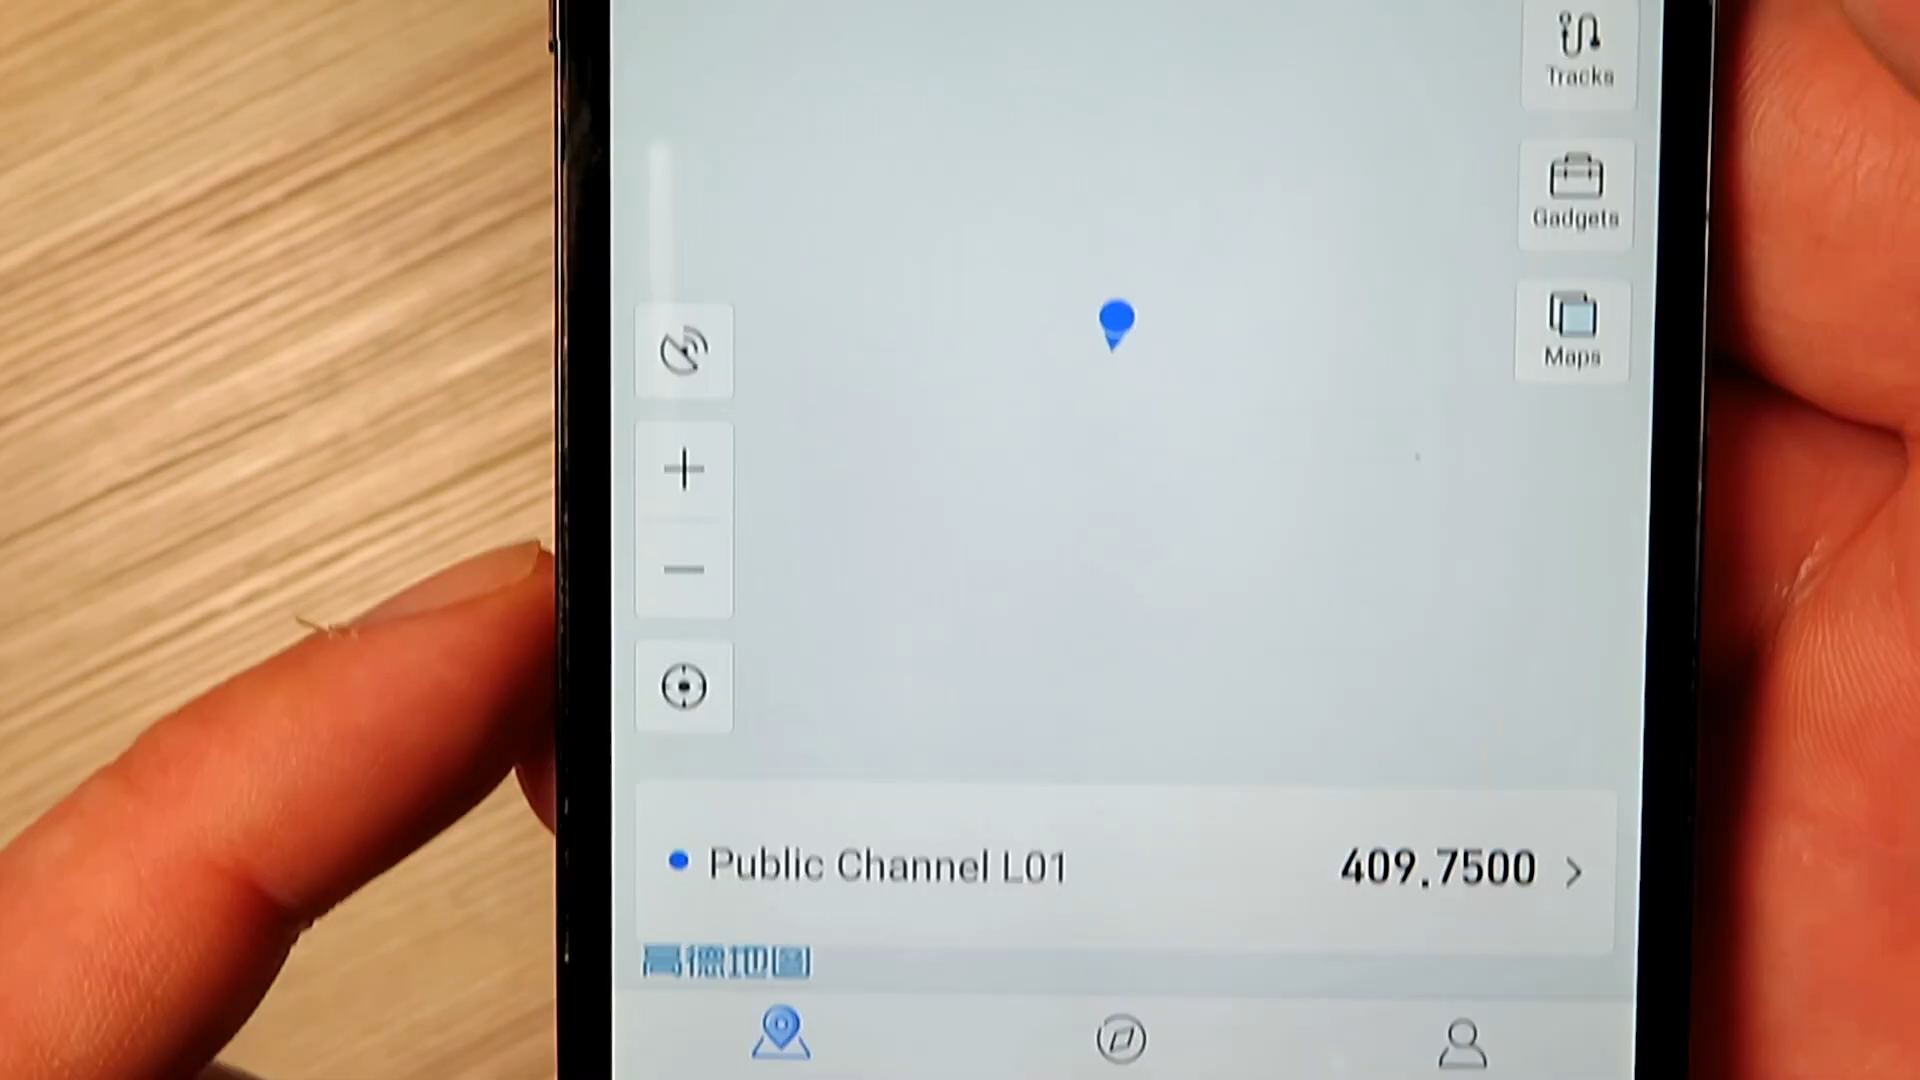 Tracks
Gadgets
Maps
Public Channel L01
409.7500
高德地图